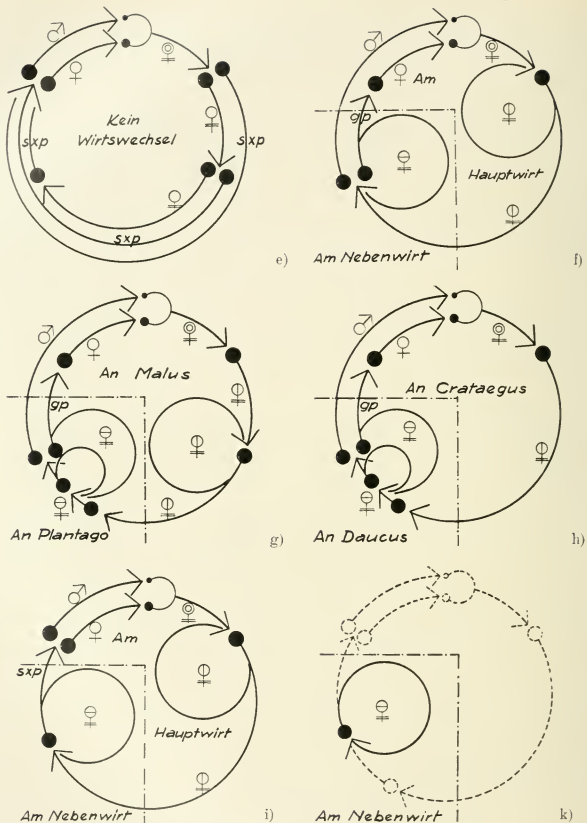 Kein
Wirtswechsel
sxp
sxp
sxp
e)
Am
gp
Hauptwirt
Am Nebenwirt
f)
An Malus
gp
An Plantago
g)
An Crataegus
gp
An Daucus
h)
Am
sxp
Hauptwirt
Am Nebenwirt
i)
Am Nebenwirt
k)